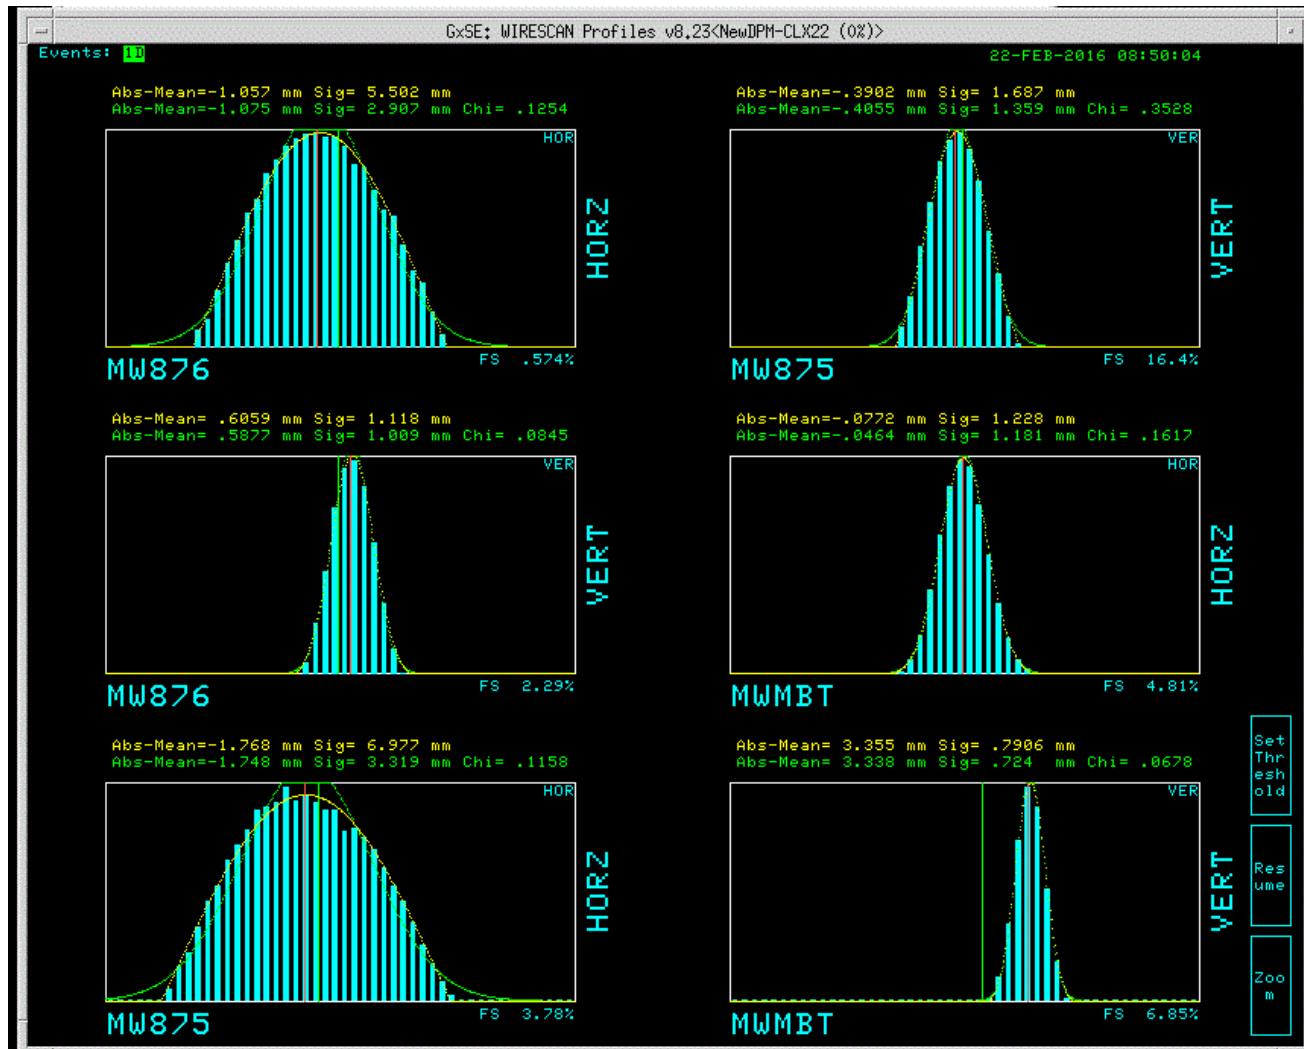 GxSE: WIRESCAN Profiles v8.23<NewDPM-CLX22 (0%)>
Events: 1D
22-FEB-2016 08:50:04
Abs-Mean=-1.057 mm Sig= 5.502 mm
Abs-Mean=-1.075 mm Sig= 2.907 mm Chi= .1254
HOR
HORZ
MW876
FS .574%
Abs-Mean=-.3902 mm Sig= 1.687 mm
Abs-Mean=-.4055 mm Sig= 1.359 mm Chi= .3528
VER
VERT
MW875
FS 16.4%
Abs-Mean= .6059 mm Sig= 1.118 mm
Abs-Mean= .5877 mm Sig= 1.009 mm Chi= .0845
VER
VERT
MW876
FS 2.29%
Abs-Mean=-.0772 mm Sig= 1.228 mm
Abs-Mean=-.0464 mm Sig= 1.181 mm Chi= .1617
HOR
HORZ
MWMBT
FS 4.81%
Abs-Mean=-1.768 mm Sig= 6.977 mm
Abs-Mean=-1.748 mm Sig= 3.319 mm Chi= .1158
HOR
HORZ
MW875
FS 3.78%
Abs-Mean= 3.355 mm Sig= .7906 mm
Abs-Mean= 3.338 mm Sig= .724 mm Chi= .0678
VER
VERT
MWMBT
FS 6.85%
Set
Thr
esh
old
Res
ume
Zoo
m